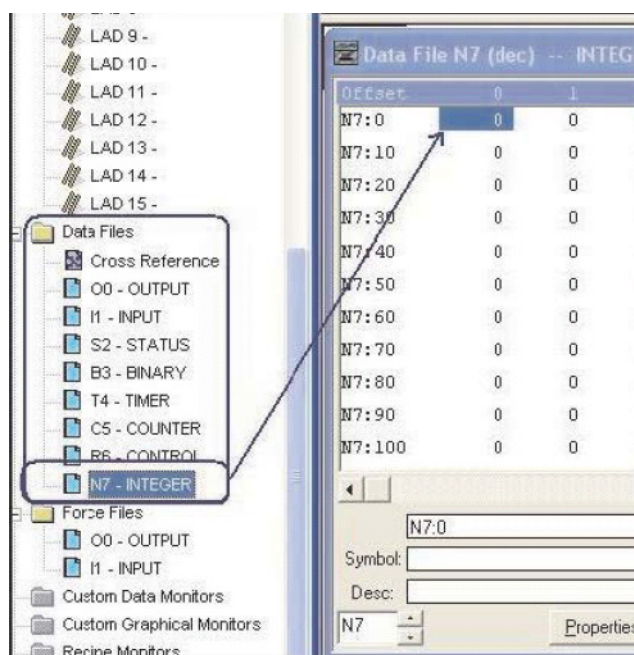 LAD 9 -
LAD 10 -
LAD 11 -
LAD 12 -
LAD 13 -
LAD 14 -
LAD 15 -
Data Files
Cross Reference
O0 - OUTPUT
I1 - INPUT
S2 - STATUS
B3 - BINARY
T4 - TIMER
C5 - COUNTER
R6 - CONTROL
N7 - INTEGER
Force Files
O0 - OUTPUT
I1 - INPUT
Custom Data Monitors
Custom Graphical Monitors
Recipe Monitors
Data File N7 (dec) -- INTEG
Offset 0 1
N7:0 0 0
N7:10 0 0
N7:20 0 0
N7:30 0 0
N7:40 0 0
N7:50 0 0
N7:60 0 0
N7:70 0 0
N7:80 0 0
N7:90 0 0
N7:100 0 0
N7:0
Symbol:
Desc:
N7
Properties